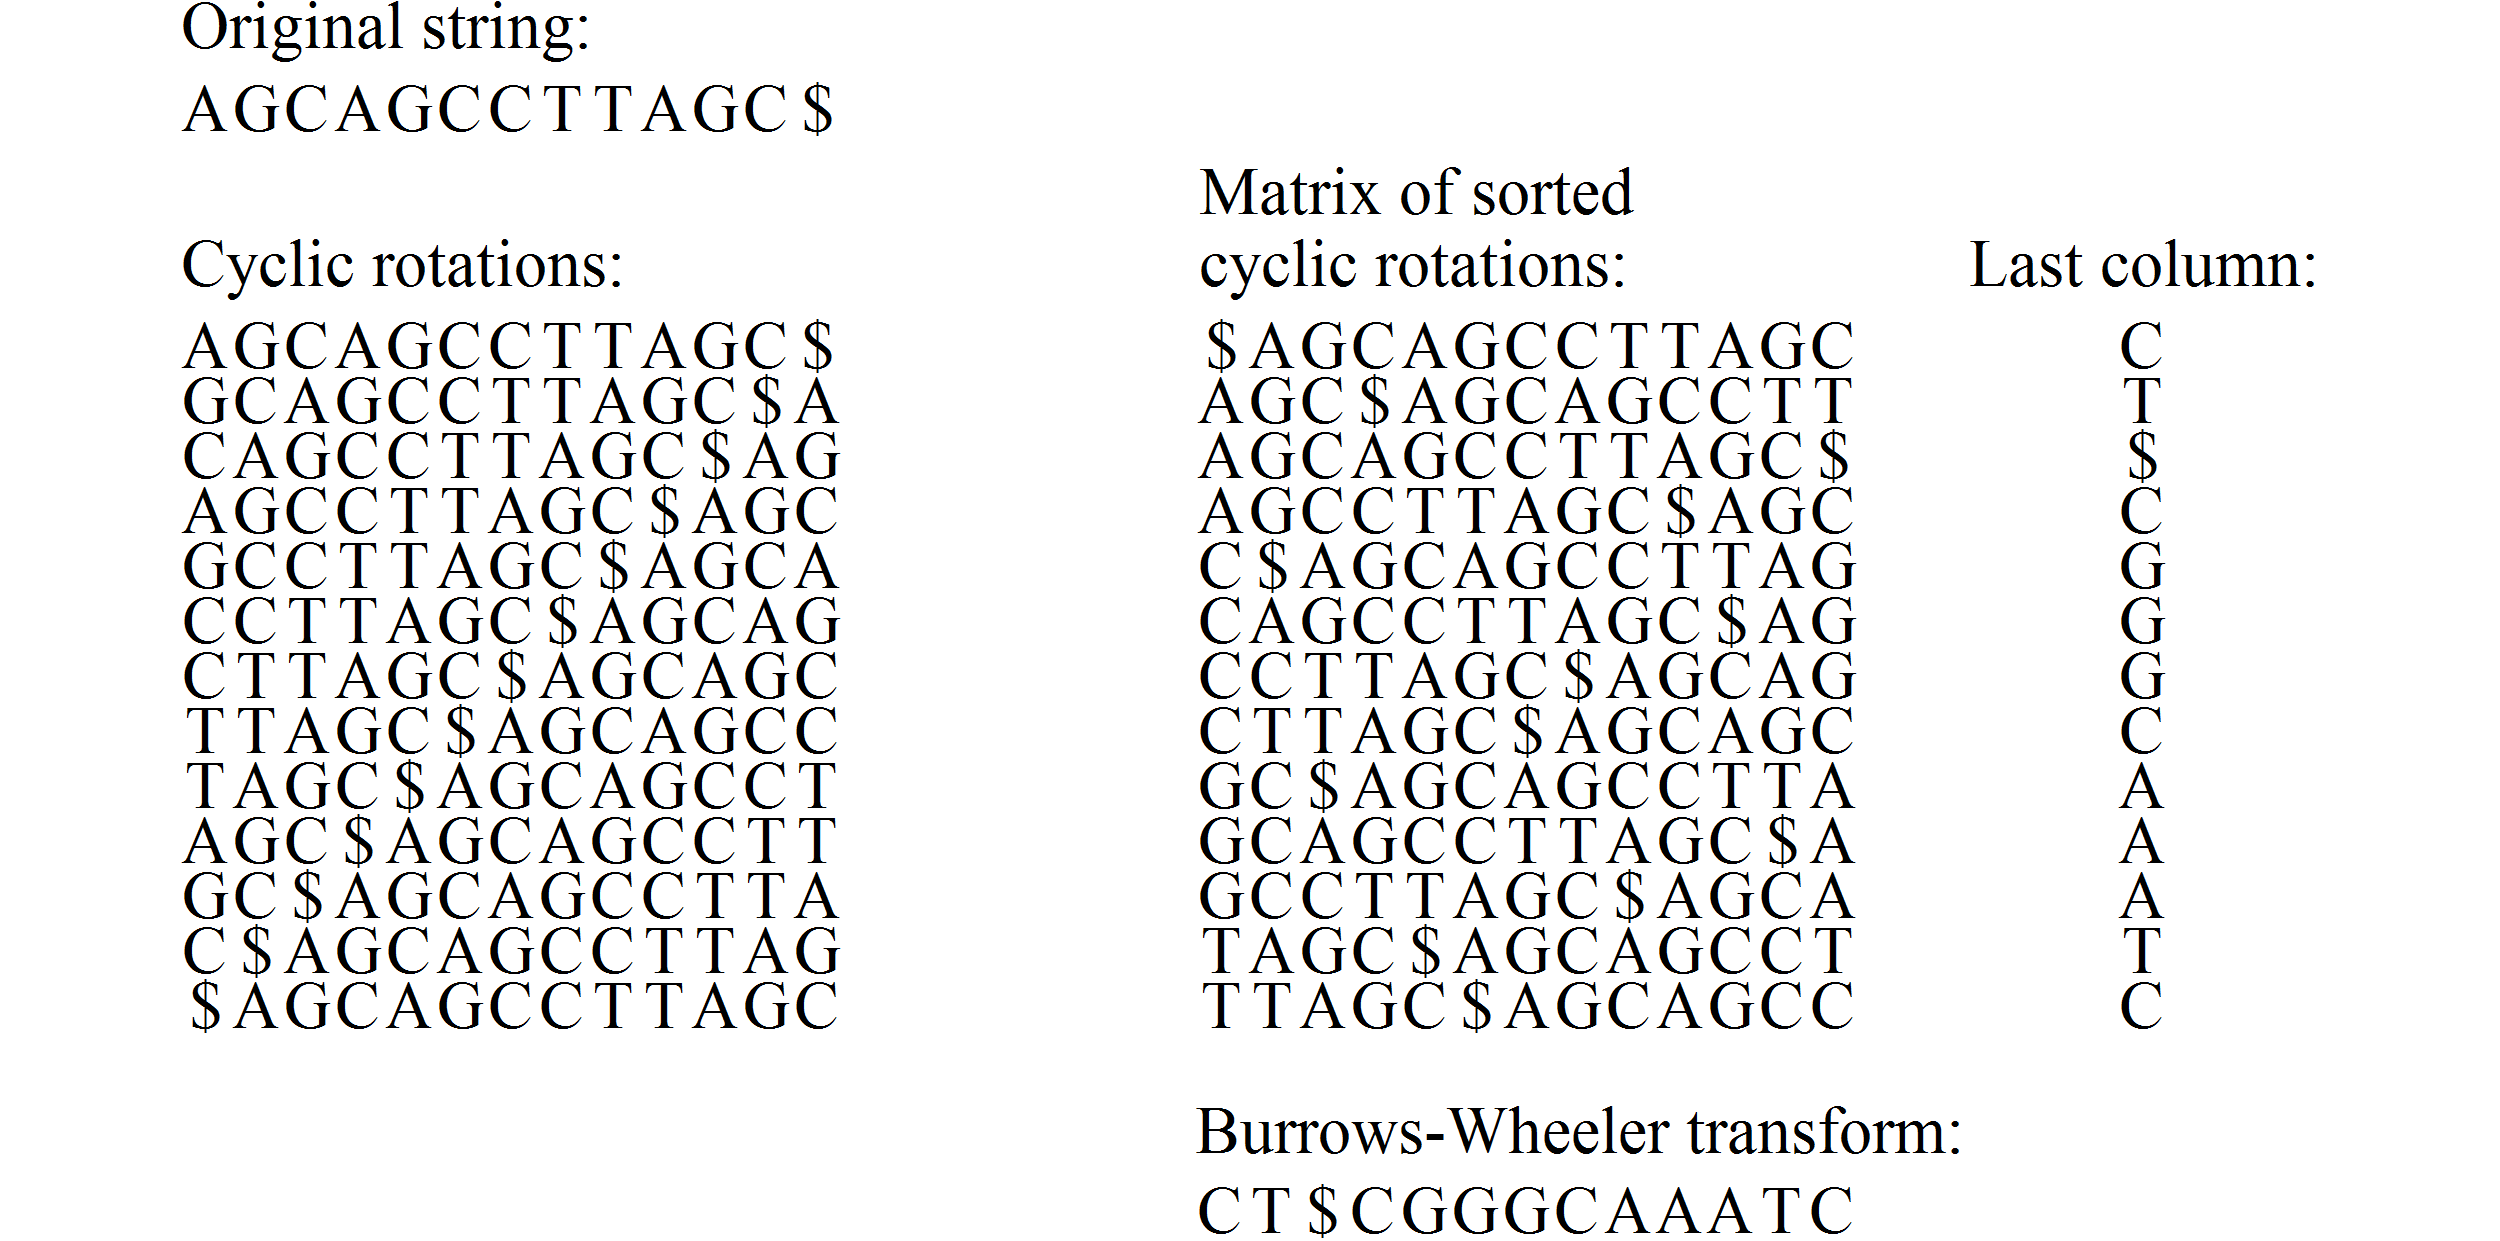 Original string:
AGCAGCCTTAGC$
Cyclic rotations:
AGCAGCCTTAGC$
GCAGCCTTAGC$A
CAGCCTTAGC$AG
AGCCTTAGC$AGC
GCCTTAGC$AGCA
CCTTAGC$AGCAG
CTTAGC$AGCAGC
TTAGC$AGCAGCC
TAGC$AGCAGCCT
AGC$AGCAGCCTT
GC$AGCAGCCTTA
C$AGCAGCCTTAG
$AGCAGCCTTAGC
Matrix of sorted
cyclic rotations:
$AGCAGCCTTAGC
AGC$AGCAGCCTT
AGCAGCCTTAGC$
AGCCTTAGC$AGC
C$AGCAGCCTTAG
CAGCCTTAGC$AG
CCTTAGC$AGCAG
CTTAGC$AGCAGC
GC$AGCAGCCTTA
GCAGCCTTAGC$A
GCCTTAGC$AGCA
TAGC$AGCAGCCT
TTAGC$AGCAGCC
Last column:
C
T
$
C
G
G
G
C
A
A
A
T
C
Burrows-Wheeler transform:
CT$CGGGCAAATC